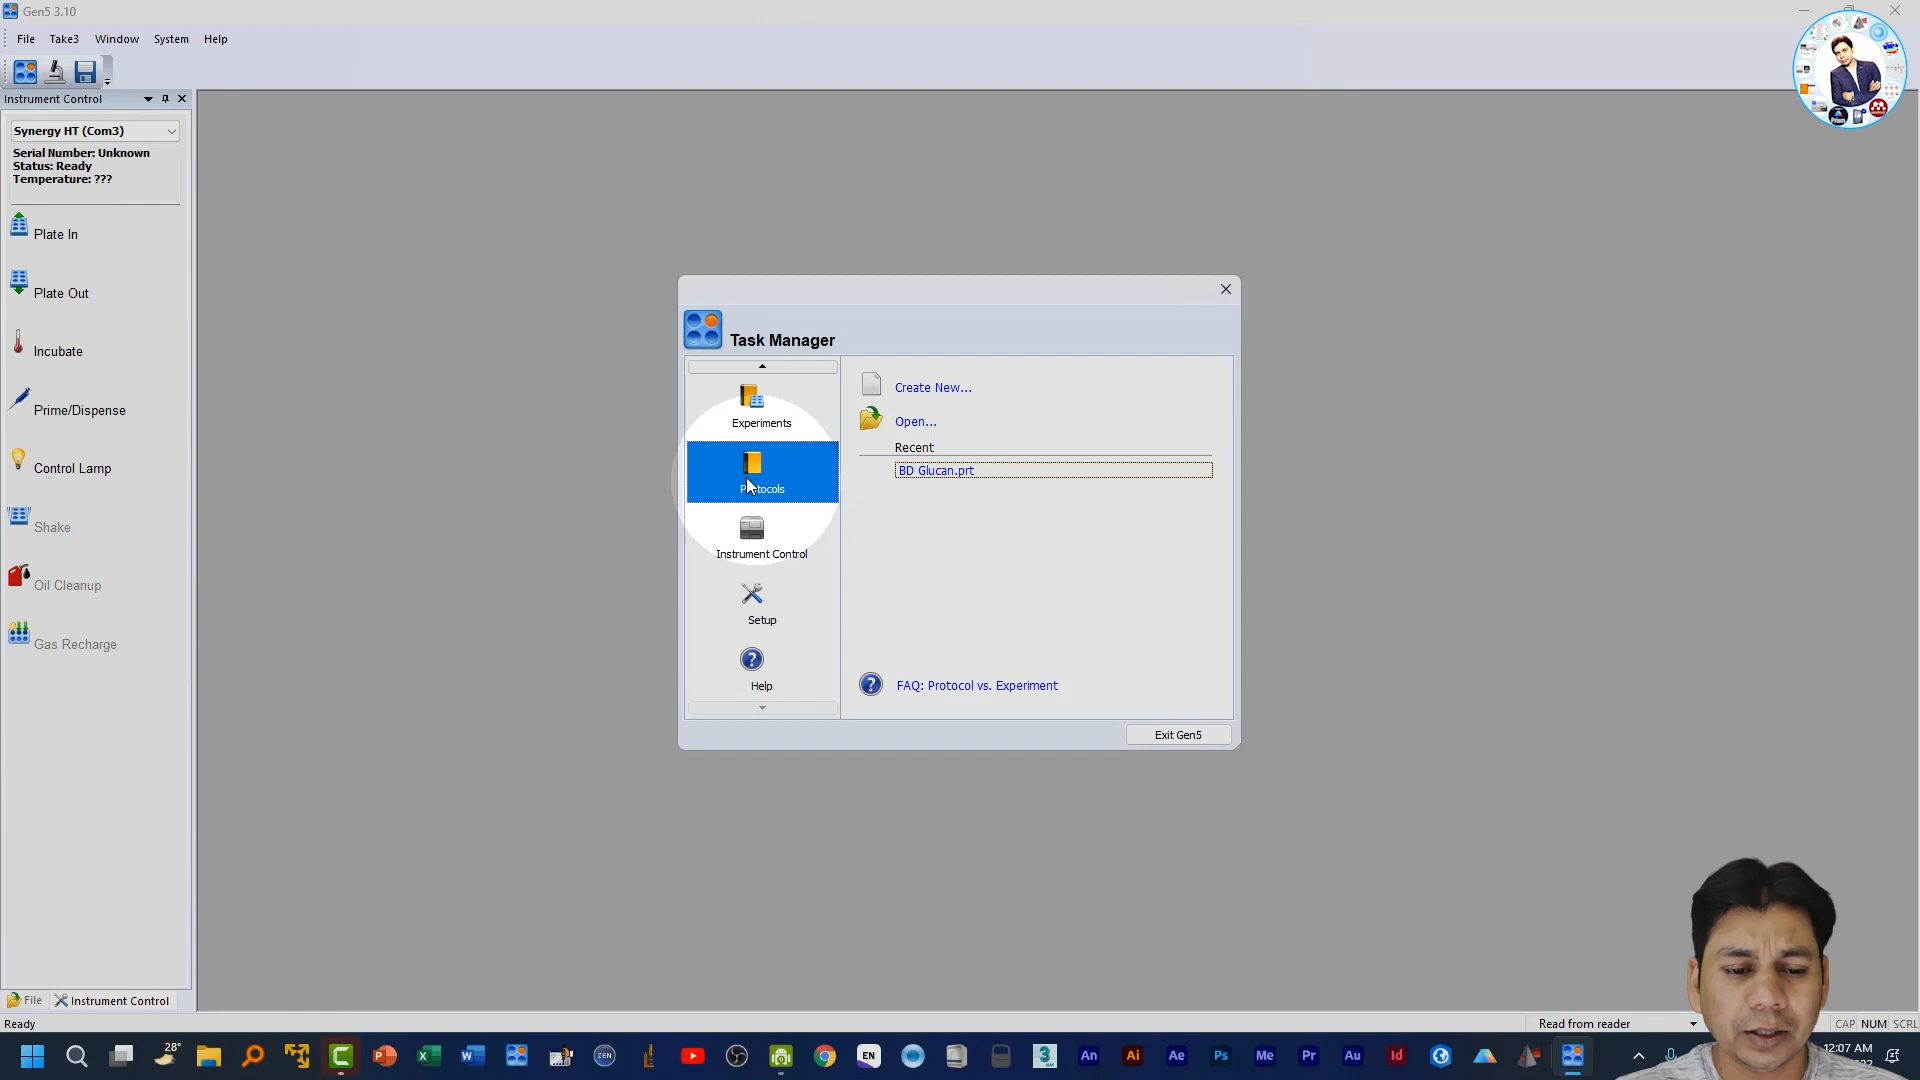 Gen5 3.10
File Take3 Window System Help
Instrument Control
Synergy HT (Com3)
Serial Number: Unknown
Status: Ready
Temperature: ???
Plate In
Plate Out
Incubate
Prime/Dispense
Control Lamp
Shake
Oil Cleanup
Gas Recharge
Task Manager
Experiments
Protocols
Instrument Control
Setup
Help
Create New...
Open...
Recent
BD Glucan.prt
FAQ: Protocol vs. Experiment
Exit Gen5
File Instrument Control
Ready
Read from reader
CAP NUM SCRL
28°
ZEN
EN
3
An Ai Ae Ps Me Pr Au Id
12:07 AM
Prism